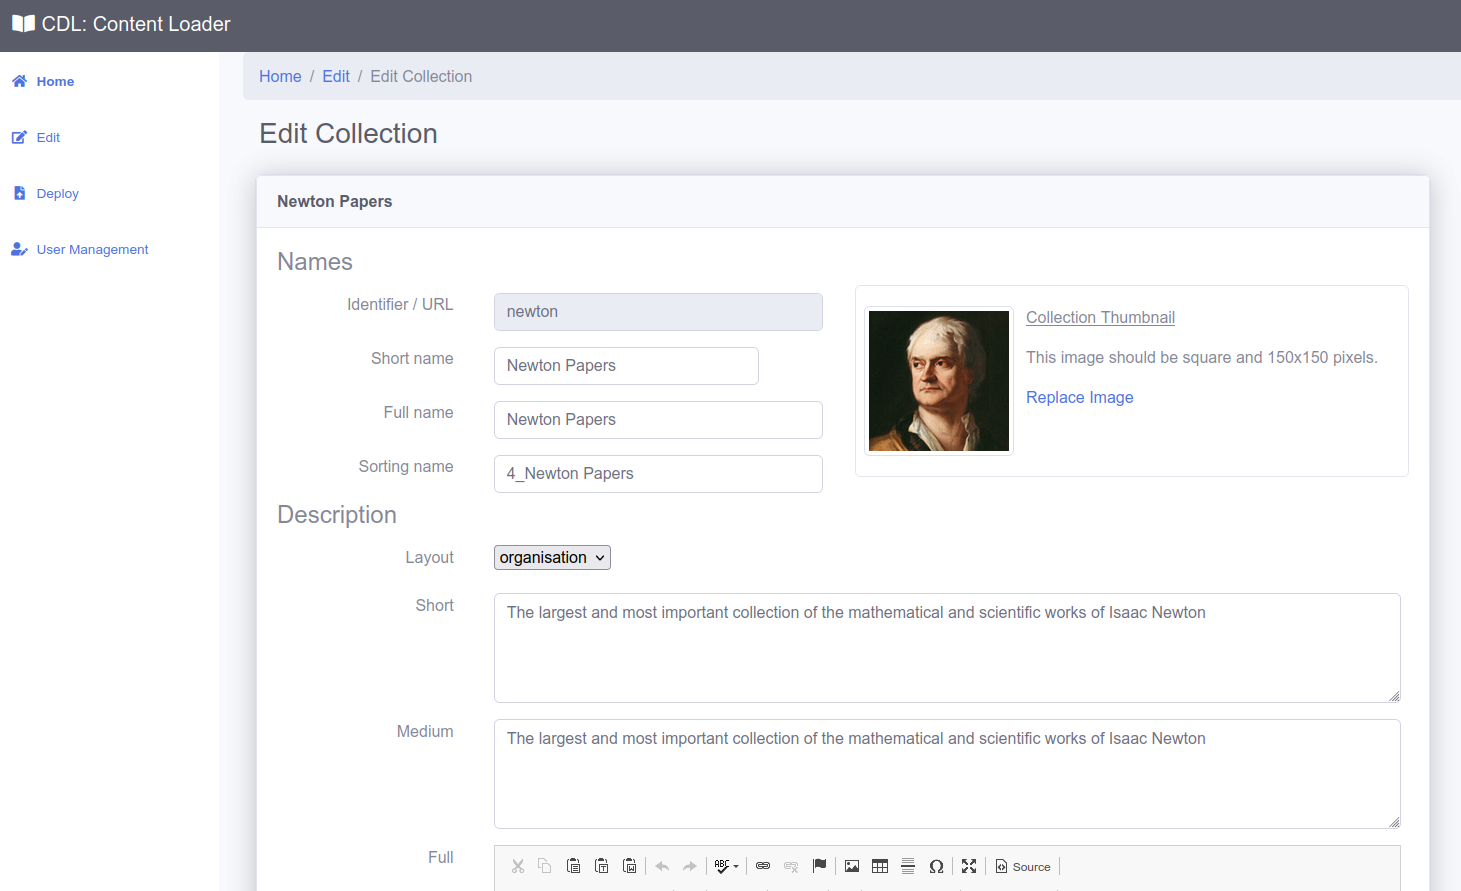 CDL: Content Loader
Home
Edit
Deploy
User Management
Home / Edit / Edit Collection
Edit Collection
Newton Papers
Names
Identifier / URL
newton
Short name
Newton Papers
Full name
Newton Papers
Sorting name
4_Newton Papers
Collection Thumbnail
This image should be square and 150x150 pixels.
Replace Image
Description
Layout
organisation
Short
The largest and most important collection of the mathematical and scientific works of Isaac Newton
Medium
The largest and most important collection of the mathematical and scientific works of Isaac Newton
Full
ABC
Ω
Source